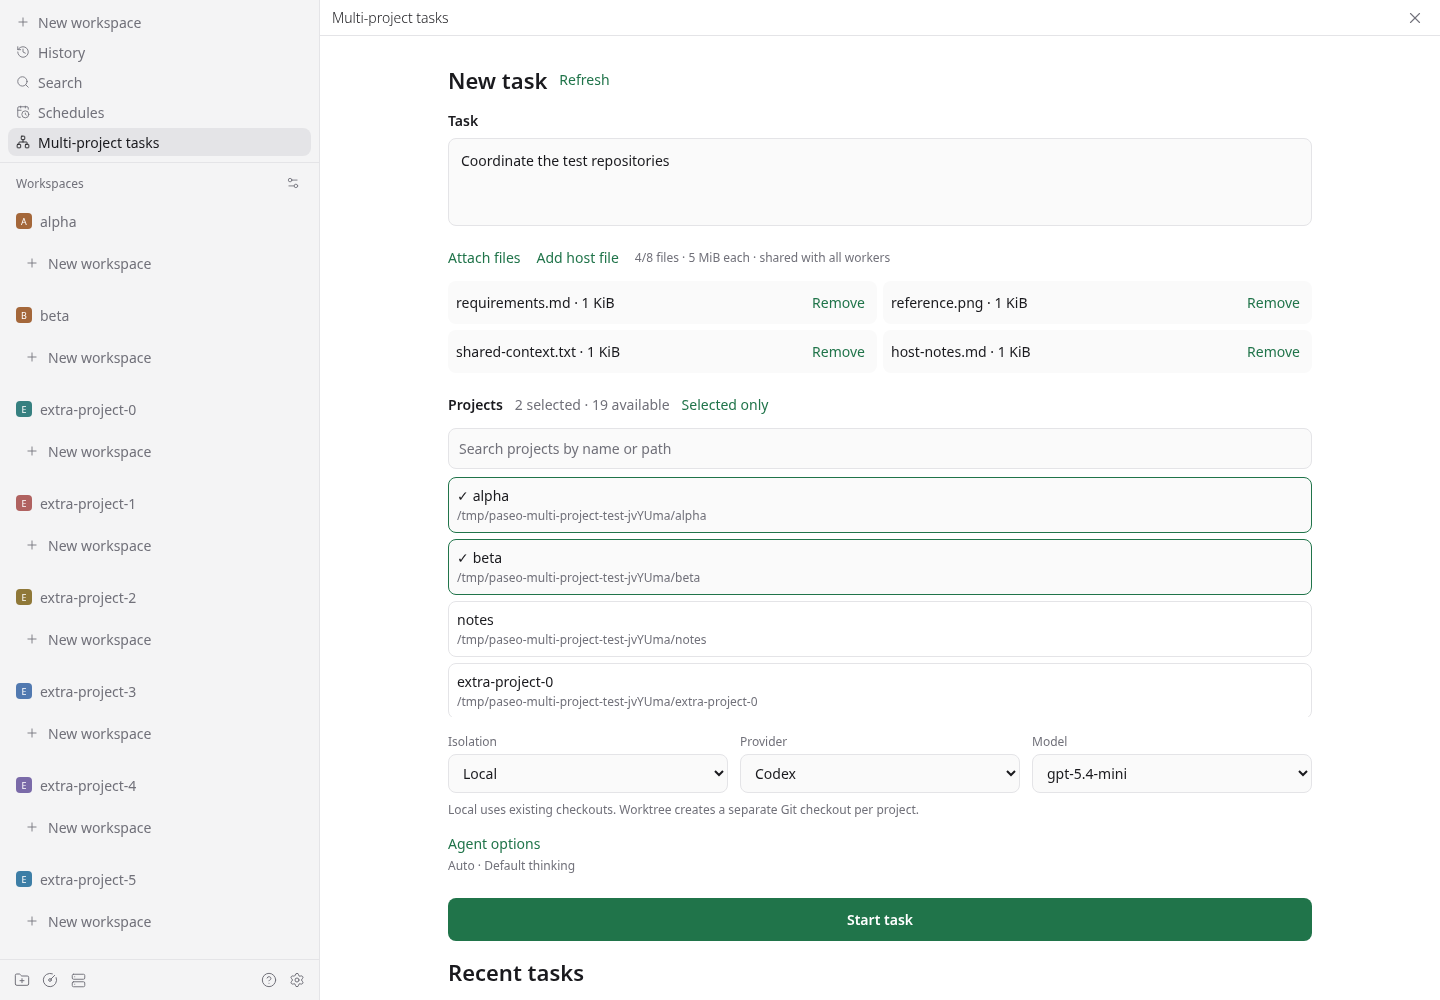 New workspace
History
Search
Schedules
Multi-project tasks
Workspaces
A alpha
New workspace
B beta
New workspace
E extra-project-0
New workspace
E extra-project-1
New workspace
E extra-project-2
New workspace
E extra-project-3
New workspace
E extra-project-4
New workspace
E extra-project-5
New workspace
Multi-project tasks
New task Refresh
Task
Coordinate the test repositories
Attach files Add host file 4/8 files · 5 MiB each · shared with all workers
requirements.md · 1 KiB Remove
reference.png · 1 KiB Remove
shared-context.txt · 1 KiB Remove
host-notes.md · 1 KiB Remove
Projects 2 selected · 19 available Selected only
Search projects by name or path
✓ alpha
/tmp/paseo-multi-project-test-jvYUma/alpha
✓ beta
/tmp/paseo-multi-project-test-jvYUma/beta
notes
/tmp/paseo-multi-project-test-jvYUma/notes
extra-project-0
/tmp/paseo-multi-project-test-jvYUma/extra-project-0
Isolation Provider Model
Local Codex gpt-5.4-mini
Local uses existing checkouts. Worktree creates a separate Git checkout per project.
Agent options
Auto · Default thinking
Start task
Recent tasks